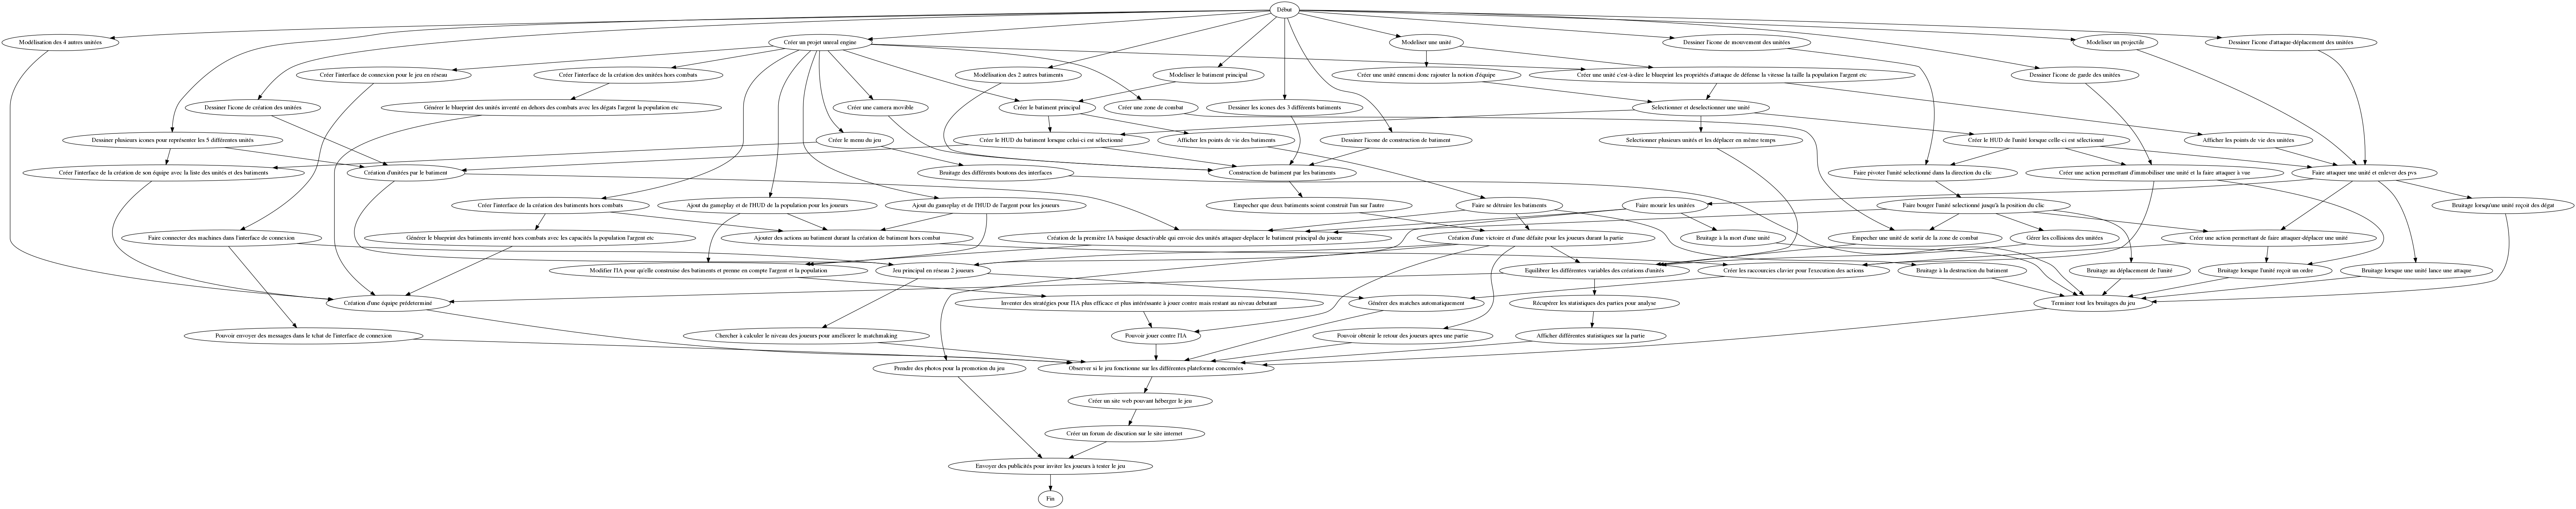 Début
Modélisation des 4 autres unitées
Créer un projet unreal engine
Modeliser une unité
Dessiner l'icone de mouvement des unitées
Modeliser un projectile
Dessiner l'icone d'attaque-déplacement des unitées
Créer l'interface de connexion pour le jeu en réseau
Créer l'interface de la création des unitées hors combats
Modélisation des 2 autres batiments
Modeliser le batiment principal
Créer une unité ennemi donc rajouter la notion d'équipe
Créer une unité c'est-à-dire le blueprint les propriétés d'attaque de défense la vitesse la taille la population l'argent etc
Dessiner l'icone de garde des unitées
Dessiner l'icone de création des unitées
Générer le blueprint des unités inventé en dehors des combats avec les dégats l'argent la population etc
Créer une camera movible
Créer le batiment principal
Créer une zone de combat
Dessiner les icones des 3 différents batiments
Selectionner et deselectionner une unité
Dessiner plusieurs icones pour représenter les 5 différentes unités
Créer le menu du jeu
Créer le HUD du batiment lorsque celui-ci est sélectionné
Afficher les points de vie des batiments
Dessiner l'icone de construction de batiment
Selectionner plusieurs unités et les déplacer en même temps
Créer le HUD de l'unité lorsque celle-ci est sélectionné
Afficher les points de vie des unitées
Créer l'interface de la création de son équipe avec la liste des unités et des batiments
Création d'unitées par le batiment
Bruitage des différents boutons des interfaces
Construction de batiment par les batiments
Faire pivoter l'unité selectionné dans la direction du clic
Créer une action permettant d'immobiliser une unité et la faire attaquer à vue
Faire attaquer une unité et enlever des pvs
Créer l'interface de la création des batiments hors combats
Ajout du gameplay et de l'HUD de la population pour les joueurs
Ajout du gameplay et de l'HUD de l'argent pour les joueurs
Empecher que deux batiments soient construit l'un sur l'autre
Faire se détruire les batiments
Faire mourir les unitées
Faire bouger l'unité selectionné jusqu'à la position du clic
Bruitage lorsqu'une unité reçoit des dégat
Faire connecter des machines dans l'interface de connexion
Générer le blueprint des batiments inventé hors combats avec les capacités la population l'argent etc
Ajouter des actions au batiment durant la création de batiment hors combat
Création de la première IA basique desactivable qui envoie des unités attaquer-deplacer le batiment principal du joueur
Création d'une victoire et d'une défaite pour les joueurs durant la partie
Bruitage à la mort d'une unité
Empecher une unité de sortir de la zone de combat
Gérer les collisions des unitées
Créer une action permettant de faire attaquer-déplacer une unité
Modifier l'IA pour qu'elle construise des batiments et prenne en compte l'argent et la population
Jeu principal en réseau 2 joueurs
Equilibrer les différentes variables des créations d'unités
Créer les raccourcies clavier pour l'execution des actions
Bruitage à la destruction du batiment
Bruitage au déplacement de l'unité
Bruitage lorsque l'unité reçoit un ordre
Bruitage lorsque une unité lance une attaque
Création d'une équipe prédeterminé
Inventer des stratégies pour l'IA plus efficace et plus intéréssante à jouer contre mais restant au niveau debutant
Générer des matches automatiquement
Récupérer les statistiques des parties pour analyse
Terminer tout les bruitages du jeu
Pouvoir envoyer des messages dans le tchat de l'interface de connexion
Chercher à calculer le niveau des joueurs pour améliorer le matchmaking
Pouvoir jouer contre l'IA
Pouvoir obtenir le retour des joueurs apres une partie
Afficher différentes statistiques sur la partie
Prendre des photos pour la promotion du jeu
Observer si le jeu fonctionne sur les différentes plateforme concernées
Créer un site web pouvant héberger le jeu
Créer un forum de discution sur le site internet
Envoyer des publicités pour inviter les joueurs à tester le jeu
Fin